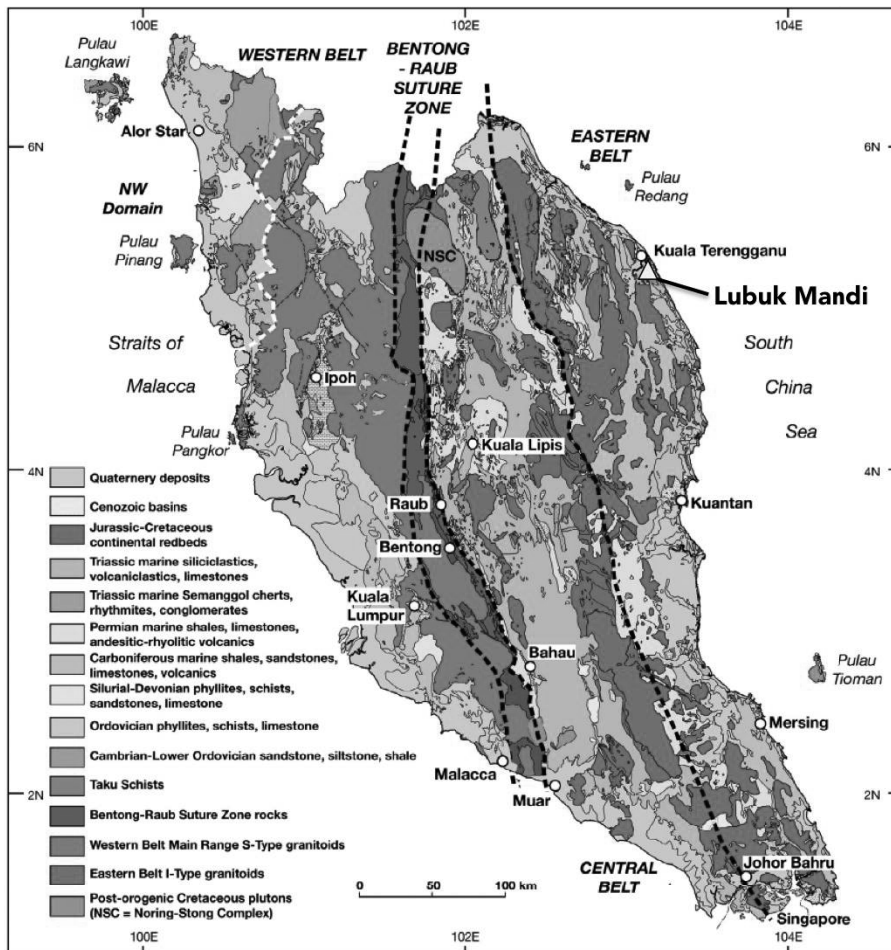 100E
102
104
Pulau
Langkawi
WESTERN BELT
BENTONG
- RAUB
SUTURE
ZONE
6N
Alor Star
EASTERN
BELT
6N
Pulau
Redang
NW
Domain
Pulau
Pinang
NSC
Kuala Terengganu
Lubuk Mandi
Straits of
Malacca
South
China
Sea
Ipoh
Pulau
Pangkor
Kuala Lipis
4N
4N
Kuantan
Raub
Bentong
Kuala
Lumpur
Bahau
Pulau
Tioman
Mersing
Malacca
Muar
2N
2N
Johor Bahru
CENTRAL
BELT
Singapore
Quaternery deposits
Cenozoic basins
Jurassic-Cretaceous
continental redbeds
Triassic marine siliciclastics,
volcaniclastics, limestones
Triassic marine Semanggol cherts,
rhythmites, conglomerates
Permian marine shales, limestones,
andesitic-rhyolitic volcanics
Carboniferous marine shales, sandstones,
limestones, volcanics
Silurial-Devonian phyllites, schists,
sandstones, limestone
Ordovician phyllites, schists, limestone
Cambrian-Lower Ordovician sandstone, siltstone, shale
Taku Schists
Bentong-Raub Suture Zone rocks
Western Belt Main Range S-Type granitoids
Eastern Belt I-Type granitoids
Post-orogenic Cretaceous plutons
(NSC = Noring-Stong Complex)
0 50 100 km
100E
102
104